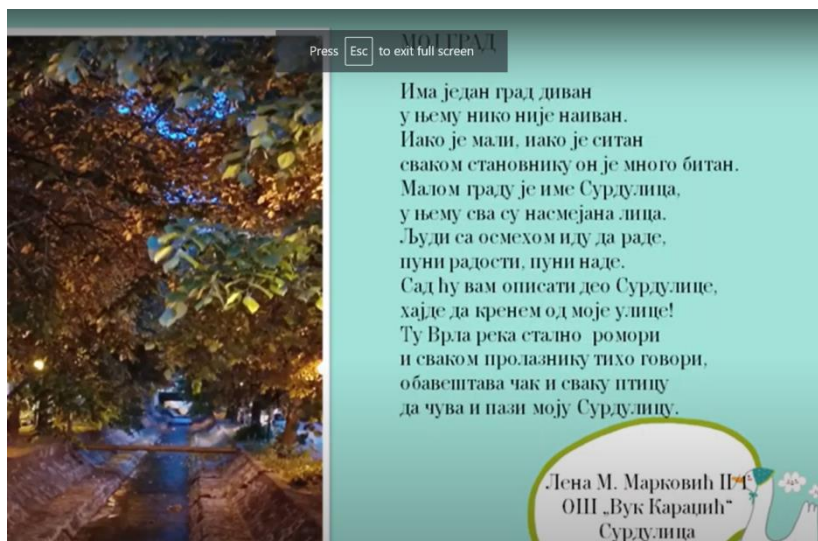 МОЈ ГРАД
Press Esc to exit full screen
Има један град диван
у њему нико није наиван.
Иако је мали, иако је ситан
сваком становнику он је много битан.
Малом граду је име Сурдулица,
у њему сва су насмејана лица.
Људи са осмехом иду да раде,
пуни радости, пуни наде.
Сад ћу вам описати део Сурдулице,
хајде да кренем од моје улице!
Ту Врла река стално ромори
и сваком пролазнику тихо говори,
обавештава чак и сваку птицу
да чува и пази моју Сурдулицу.
Лена М. Марковић II-1
ОШ „Вук Караџић“
Сурдулица